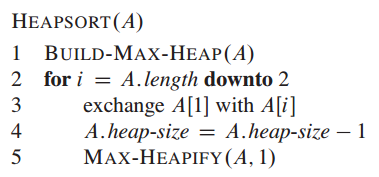 HEAPSORT(A)
1 BUILD-MAX-HEAP(A)
2 for i = A.length downto 2
3 exchange A[1] with A[i]
4 A.heap-size = A.heap-size − 1
5 MAX-HEAPIFY(A, 1)